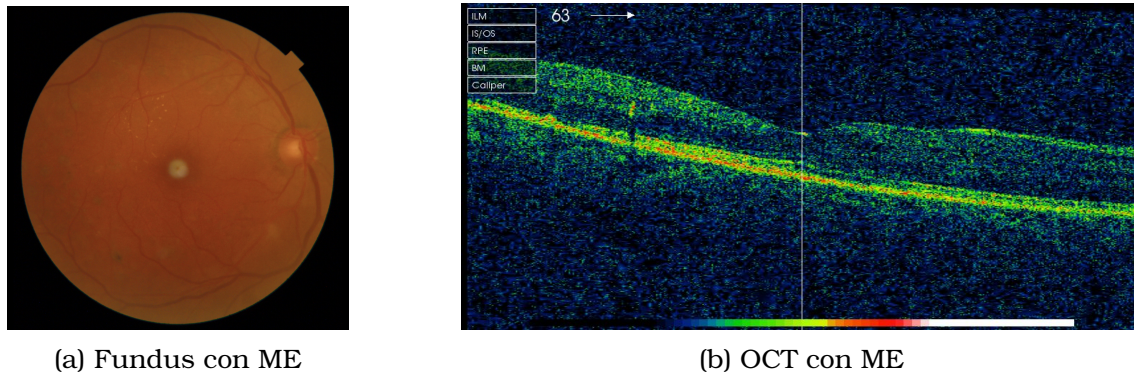 ILM
IS/OS
RPE
BM
Caliper
63
(a) Fundus con ME
(b) OCT con ME